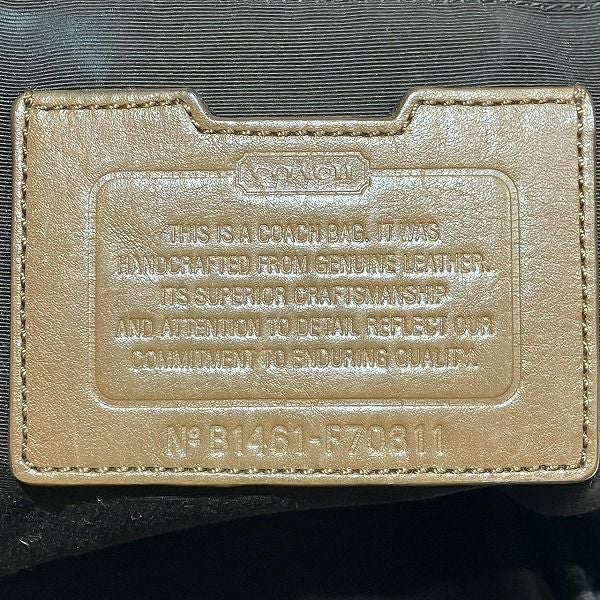 COACH
THIS IS A COACH BAG. IT WAS
HANDCRAFTED FROM GENUINE LEATHER.
ITS SUPERIOR CRAFTSMANSHIP
AND ATTENTION TO DETAIL REFLECT OUR
COMMITMENT TO ENDURING QUALITY.
Nº B1461-F70311